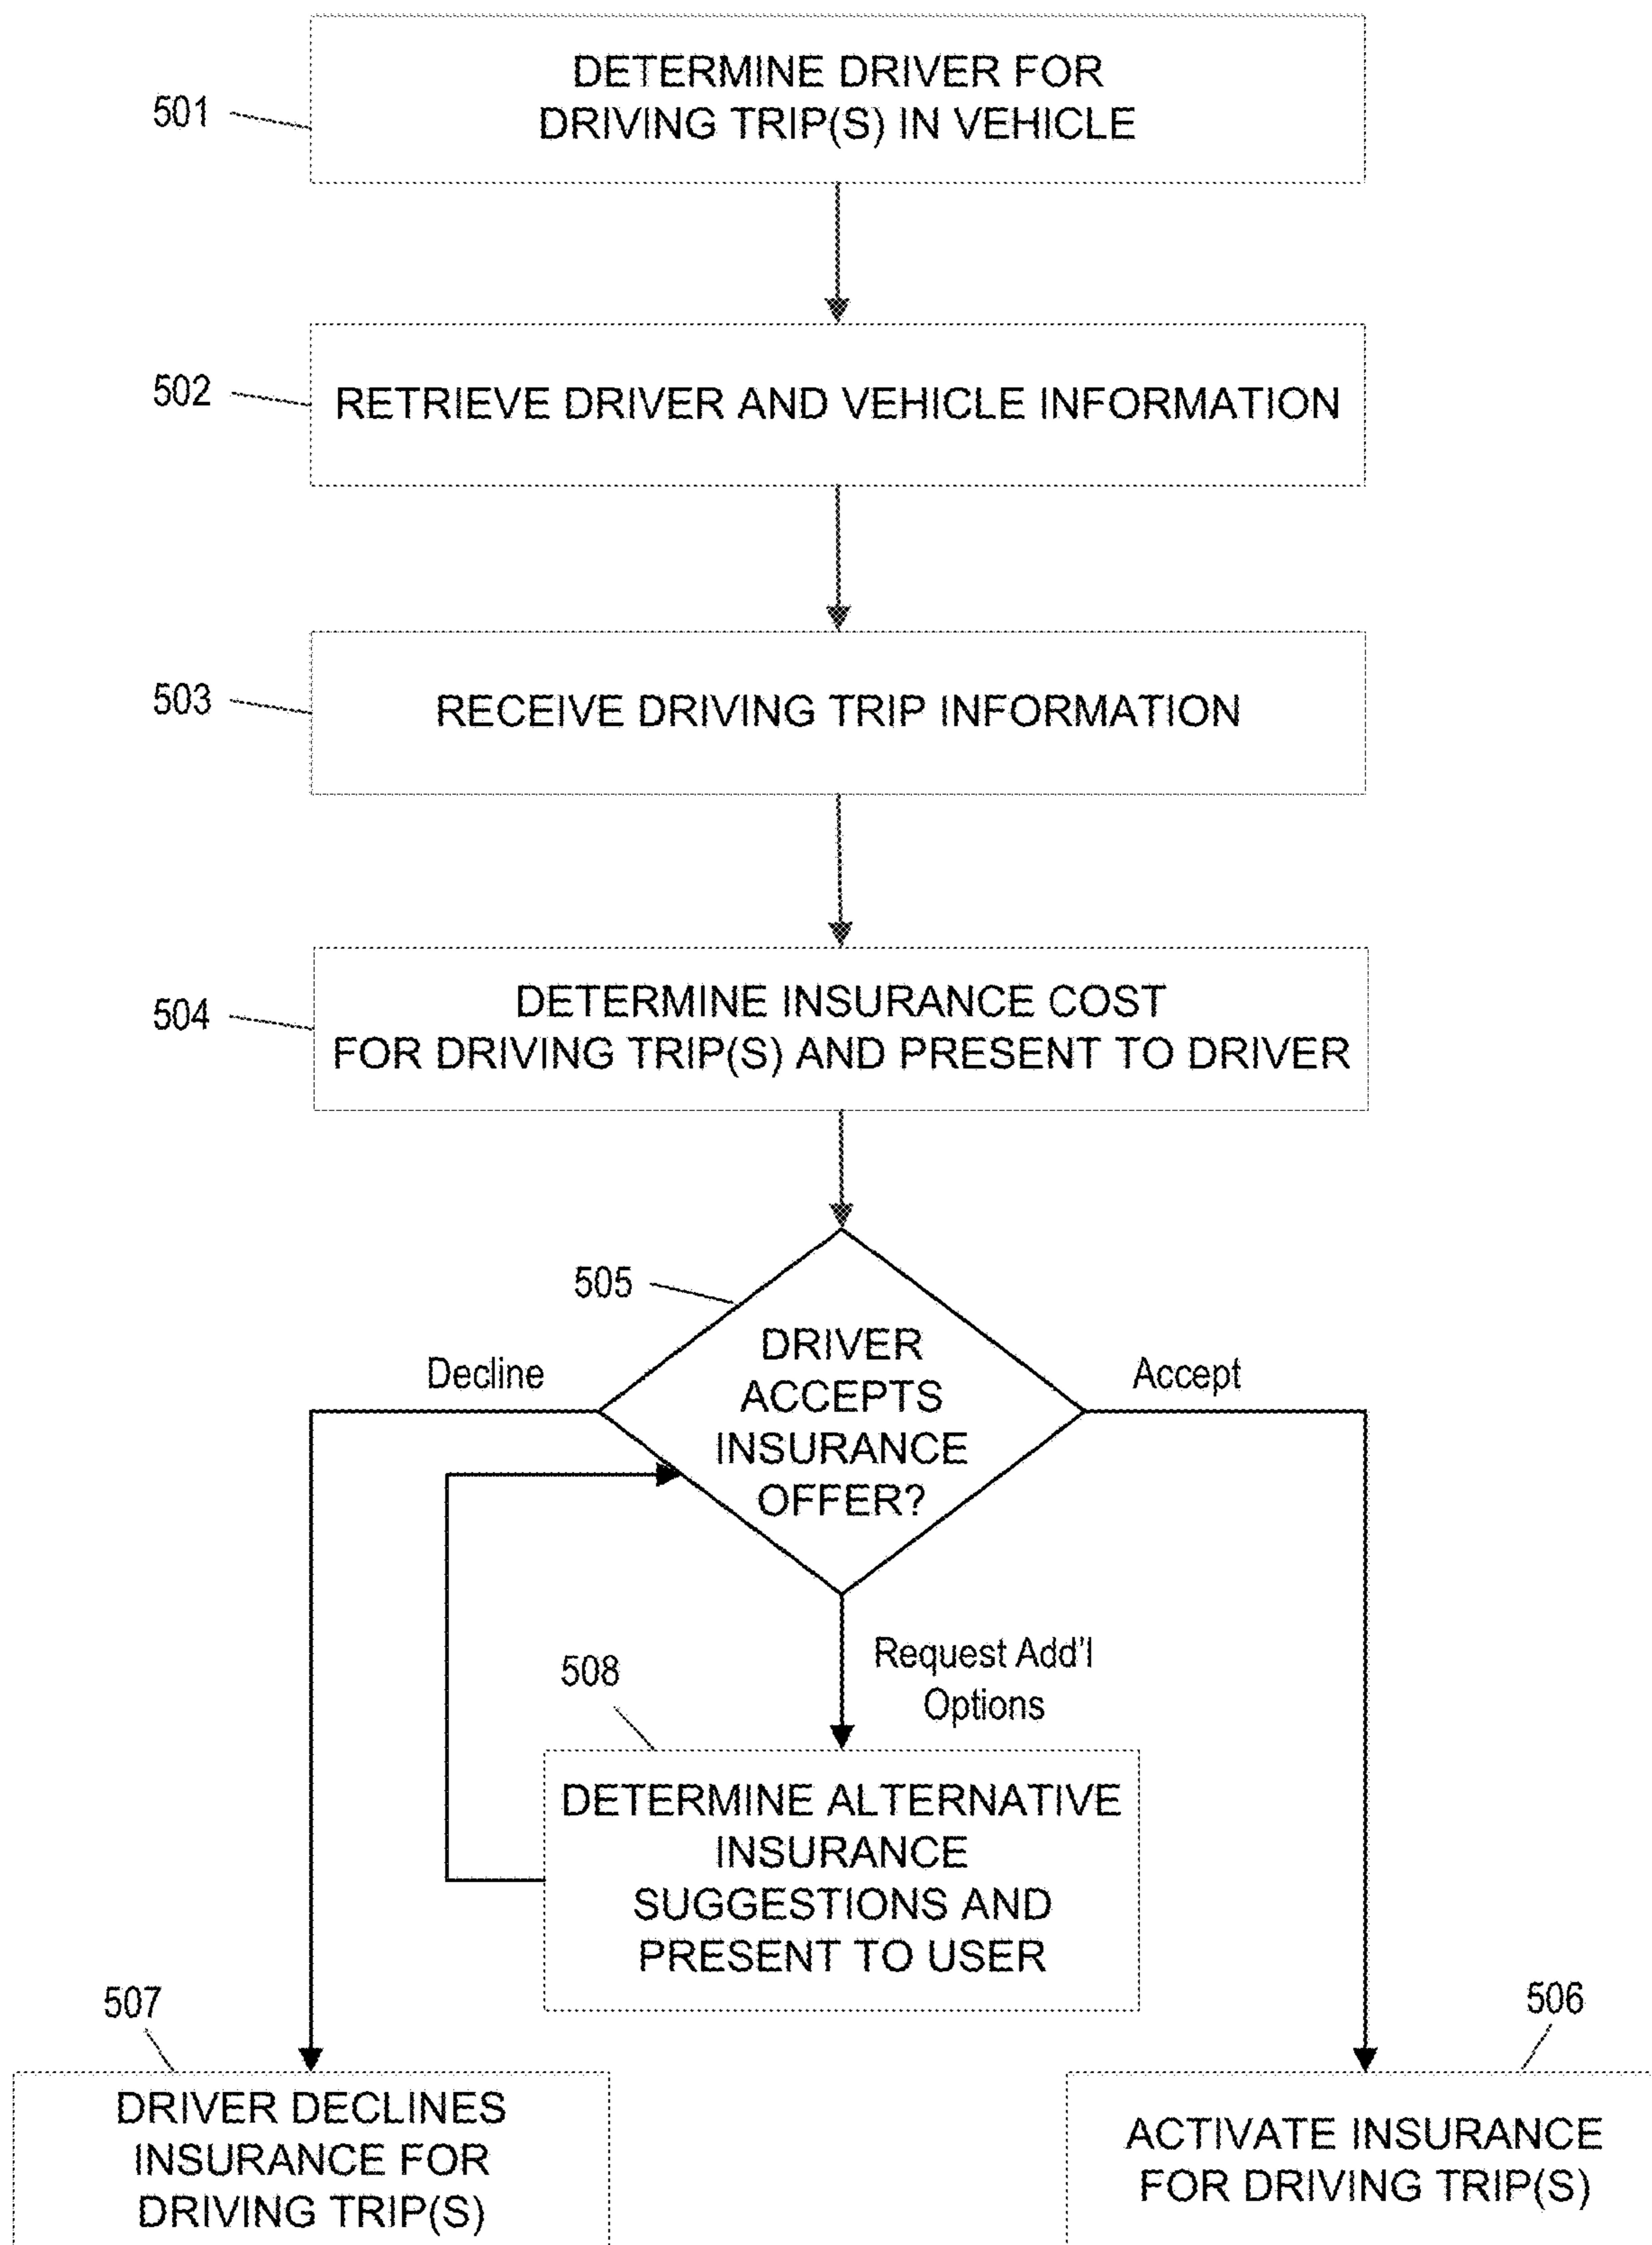 501
DETERMINE DRIVER FOR
DRIVING TRIP(S) IN VEHICLE
502
RETRIEVE DRIVER AND VEHICLE INFORMATION
503
RECEIVE DRIVING TRIP INFORMATION
504
DETERMINE INSURANCE COST
FOR DRIVING TRIP(S) AND PRESENT TO DRIVER
505
DRIVER
ACCEPTS
INSURANCE
OFFER?
Decline
Accept
Request Add'l
Options
508
DETERMINE ALTERNATIVE
INSURANCE
SUGGESTIONS AND
PRESENT TO USER
507
DRIVER DECLINES
INSURANCE FOR
DRIVING TRIP(S)
506
ACTIVATE INSURANCE
FOR DRIVING TRIP(S)